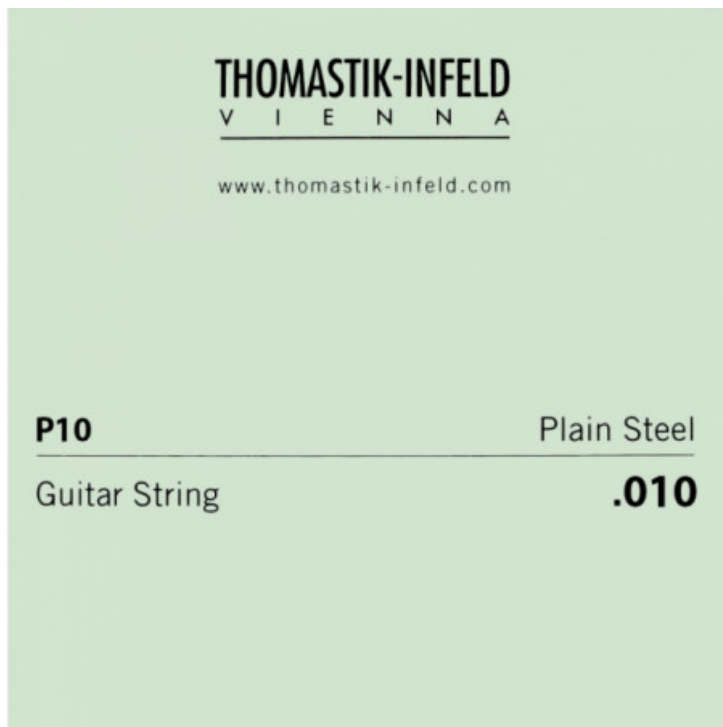 THOMASTIK-INFELD
VIENNA
www.thomastik-infeld.com
P10 Plain Steel
Guitar String .010